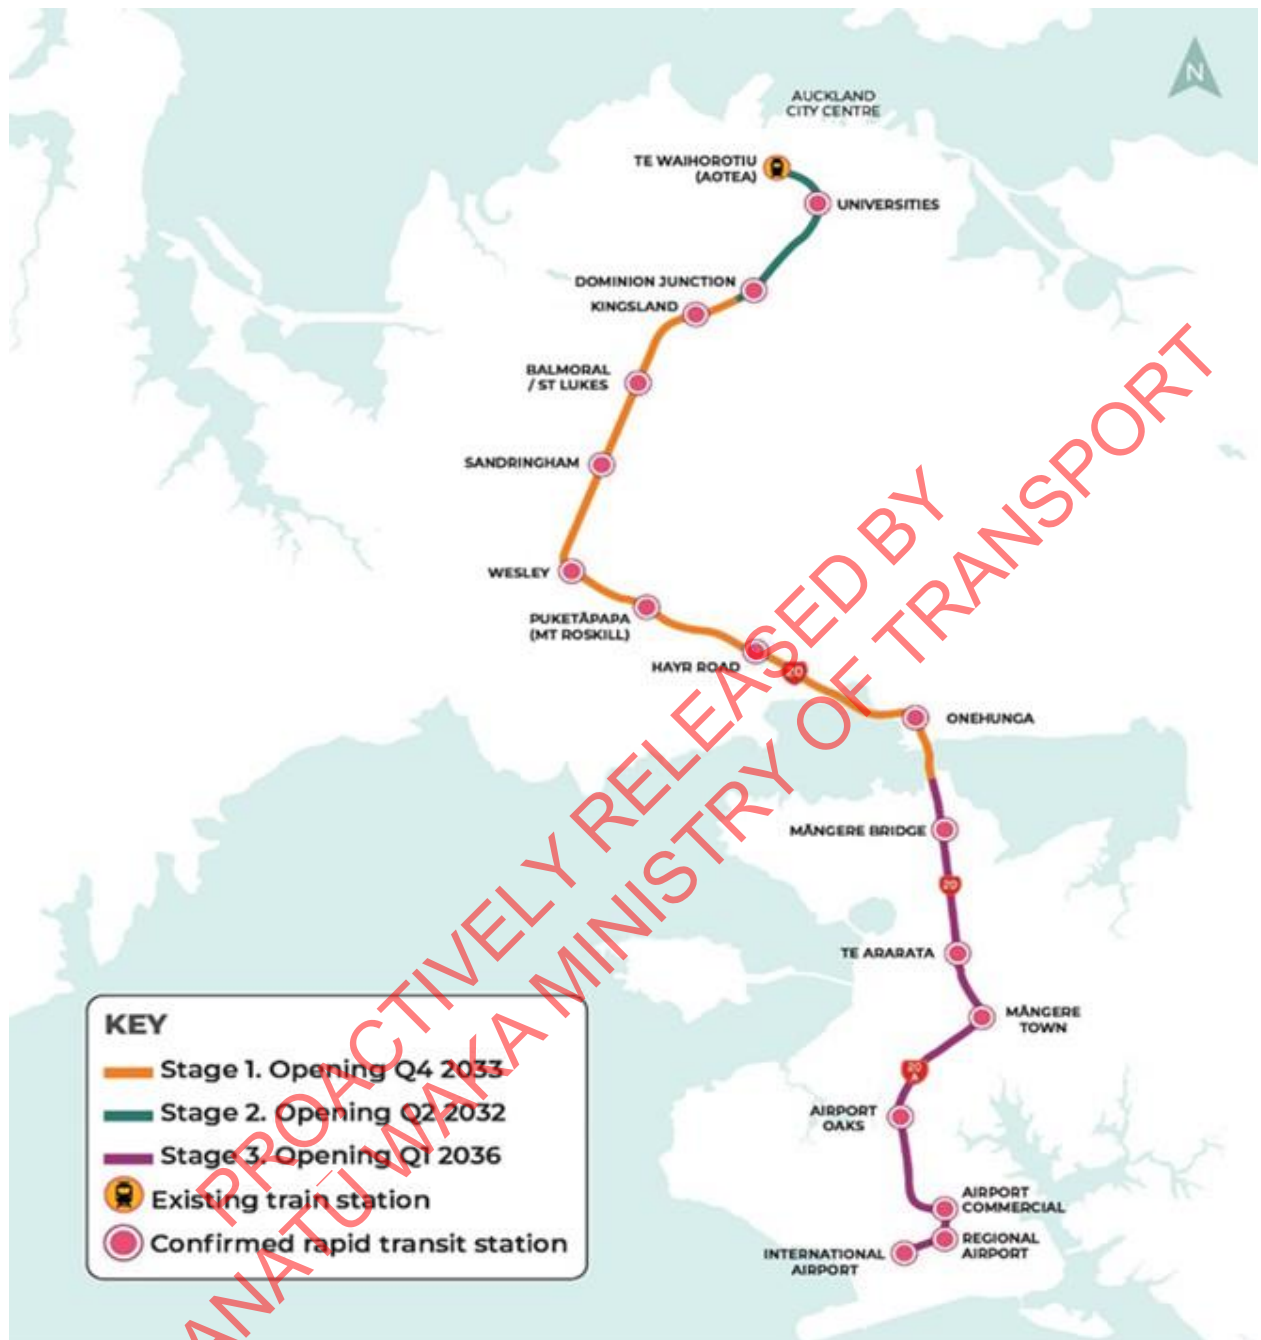 N
AUCKLAND
CITY CENTRE
TE WAIHOROTIU
(AOTEA)
UNIVERSITIES
DOMINION JUNCTION
KINGSLAND
BALMORAL
/ ST LUKES
SANDRINGHAM
WESLEY
PUKETĀPAPA
(MT ROSKILL)
HAYR ROAD
20
ONEHUNGA
MĀNGERE BRIDGE
20
TE ARARATA
MĀNGERE
TOWN
20
A
AIRPORT
OAKS
AIRPORT
COMMERCIAL
REGIONAL
AIRPORT
INTERNATIONAL
AIRPORT
KEY
Stage 1. Opening Q4 2033
Stage 2. Opening Q2 2032
Stage 3. Opening Q1 2036
Existing train station
Confirmed rapid transit station
PROACTIVELY RELEASED BY
ANATŪ WAKA MINISTRY OF TRANSPORT